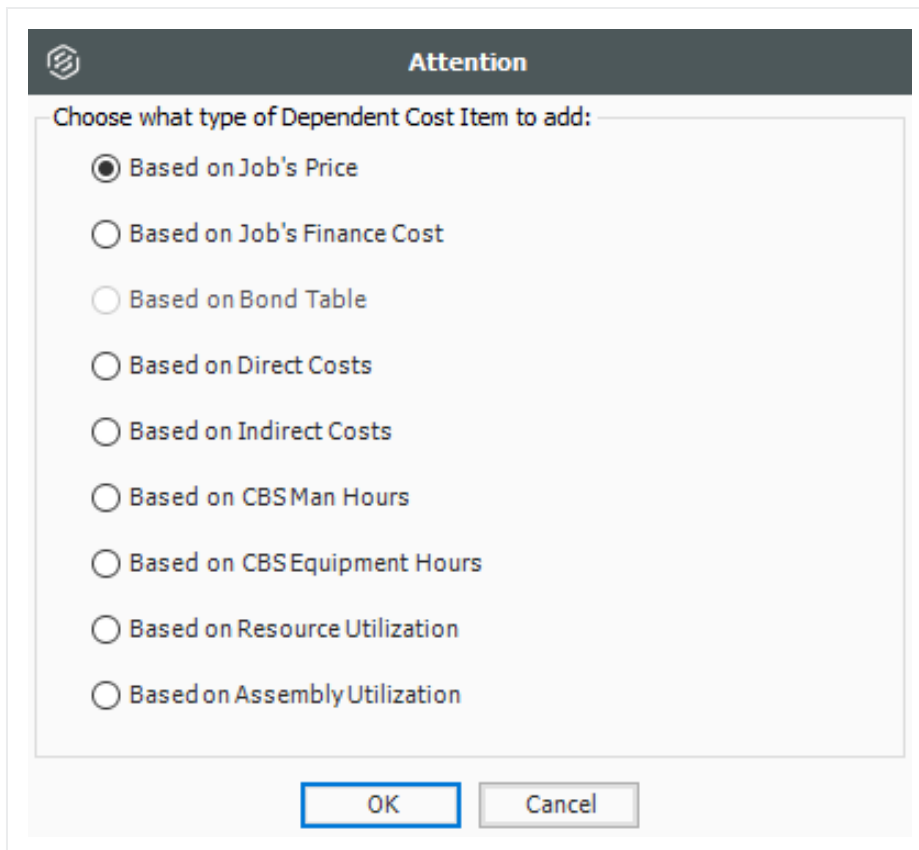 Attention
Choose what type of Dependent Cost Item to add:
Based on Job's Price
Based on Job's Finance Cost
Based on Bond Table
Based on Direct Costs
Based on Indirect Costs
Based on CBS Man Hours
Based on CBS Equipment Hours
Based on Resource Utilization
Based on Assembly Utilization
OK Cancel